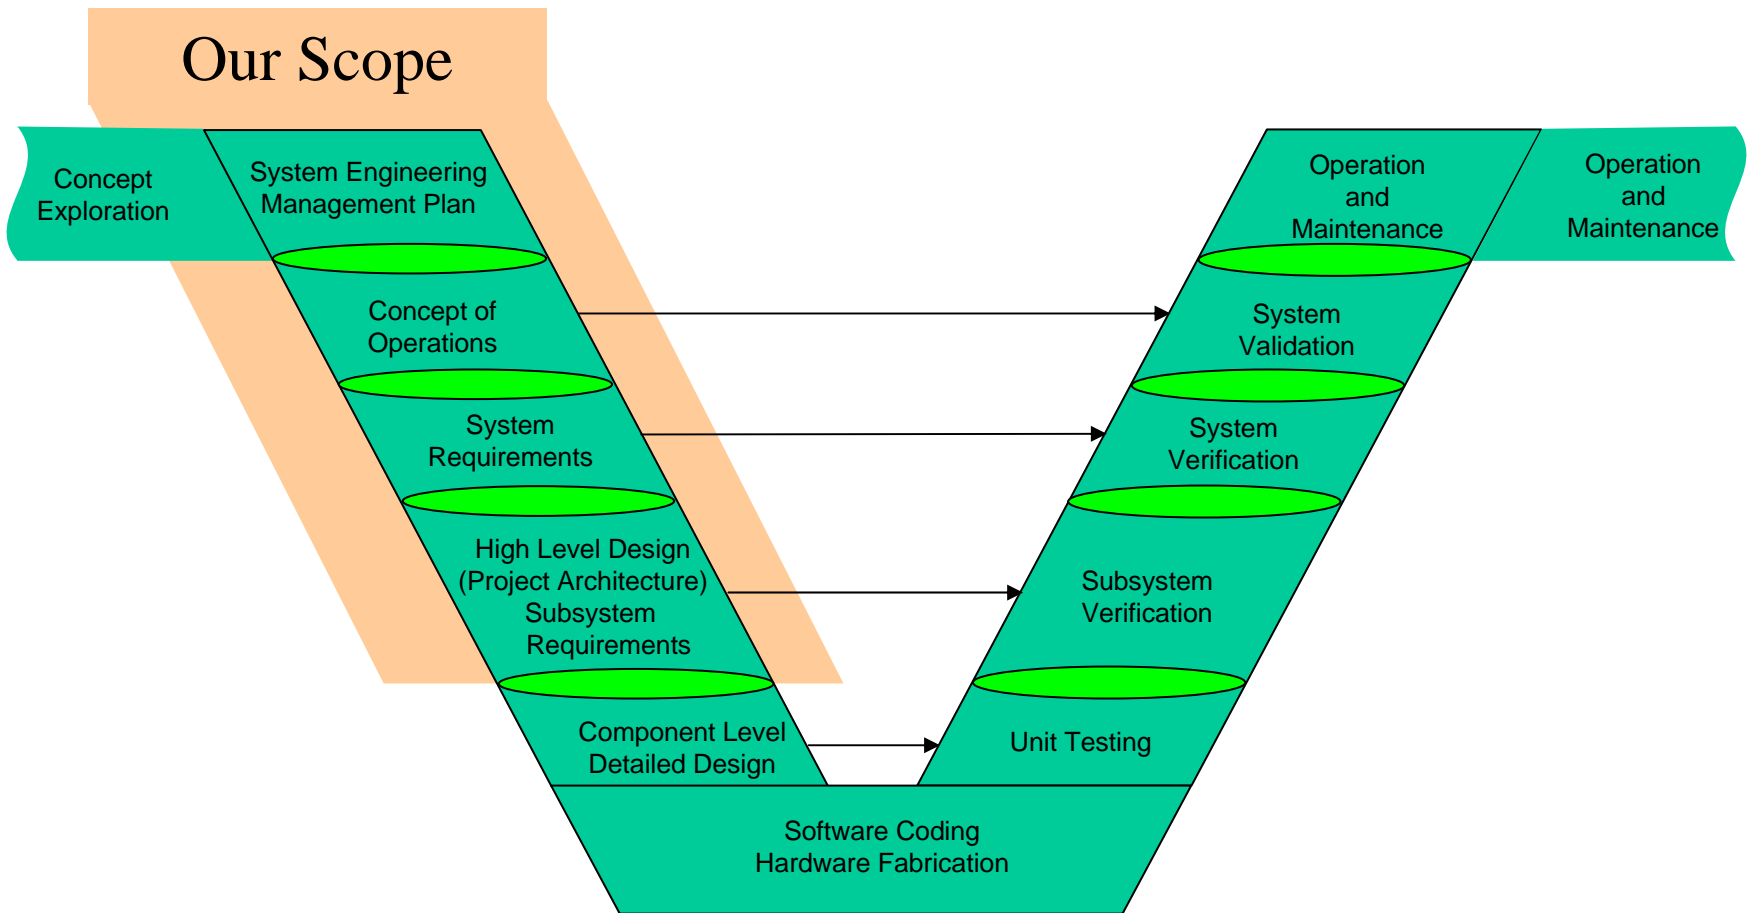 Our Scope
Concept
Exploration
System Engineering
Management Plan
Concept of
Operations
System
Requirements
High Level Design
(Project Architecture)
Subsystem
Requirements
Component Level
Detailed Design
Software Coding
Hardware Fabrication
Unit Testing
Subsystem
Verification
System
Verification
System
Validation
Operation
and
Maintenance
Operation
and
Maintenance